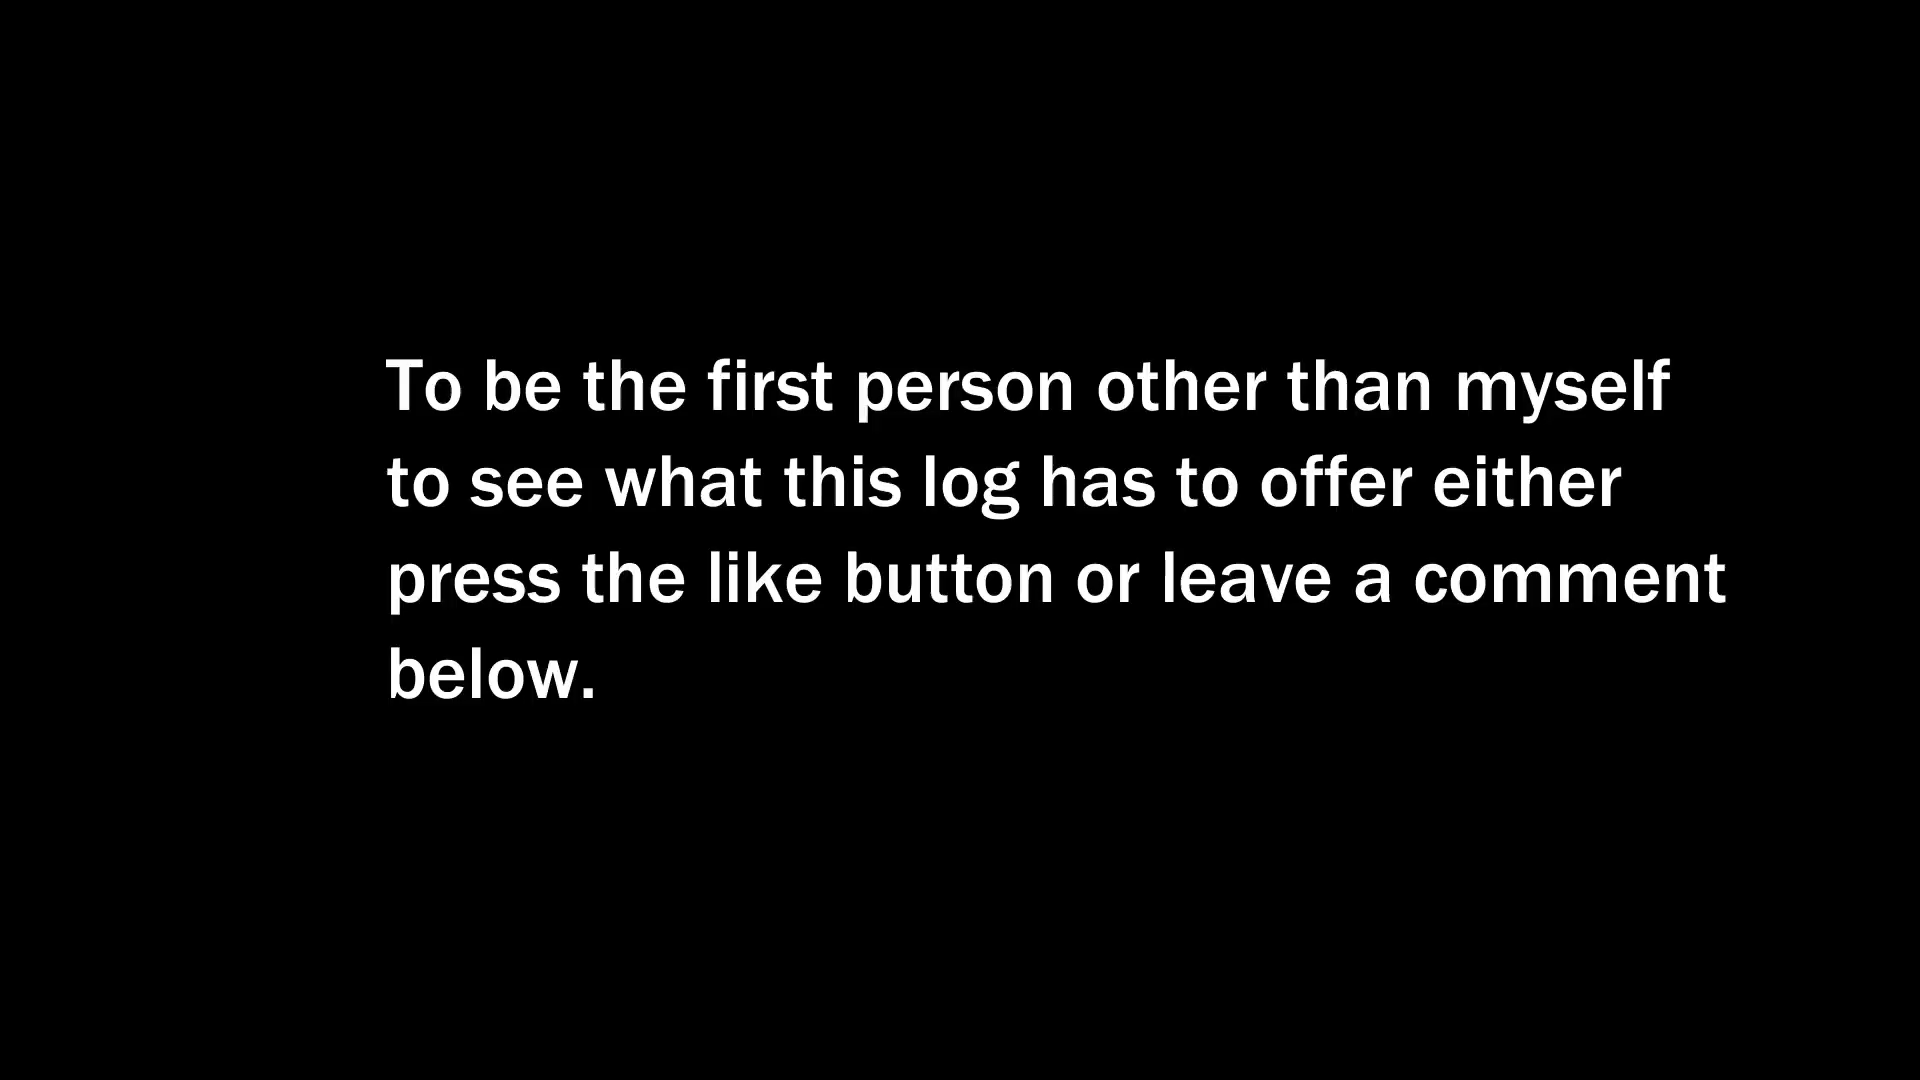 To be the first person other than myself
to see what this log has to offer either
press the like button or leave a comment
below.